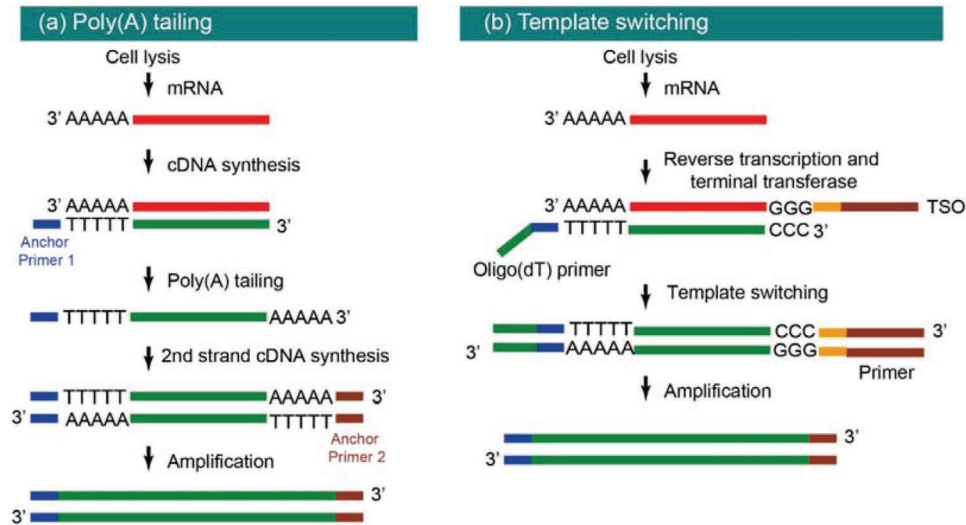 (a) Poly(A) tailing
Cell lysis
mRNA
3' AAAAA
cDNA synthesis
3' AAAAA
TTTTT 3'
Anchor
Primer 1
Poly(A) tailing
TTTTT AAAAA 3'
2nd strand cDNA synthesis
TTTTT AAAAA 3'
3' AAAAA TTTTT
Anchor
Primer 2
Amplification
3'
3'
(b) Template switching
Cell lysis
mRNA
3' AAAAA
Reverse transcription and
terminal transferase
AAAAA GGG TSO
TTTTT CCC 3'
Oligo(dT) primer
Template switching
TTTTT CCC 3'
3' AAAAA GGG
Primer
Amplification
3'
3'